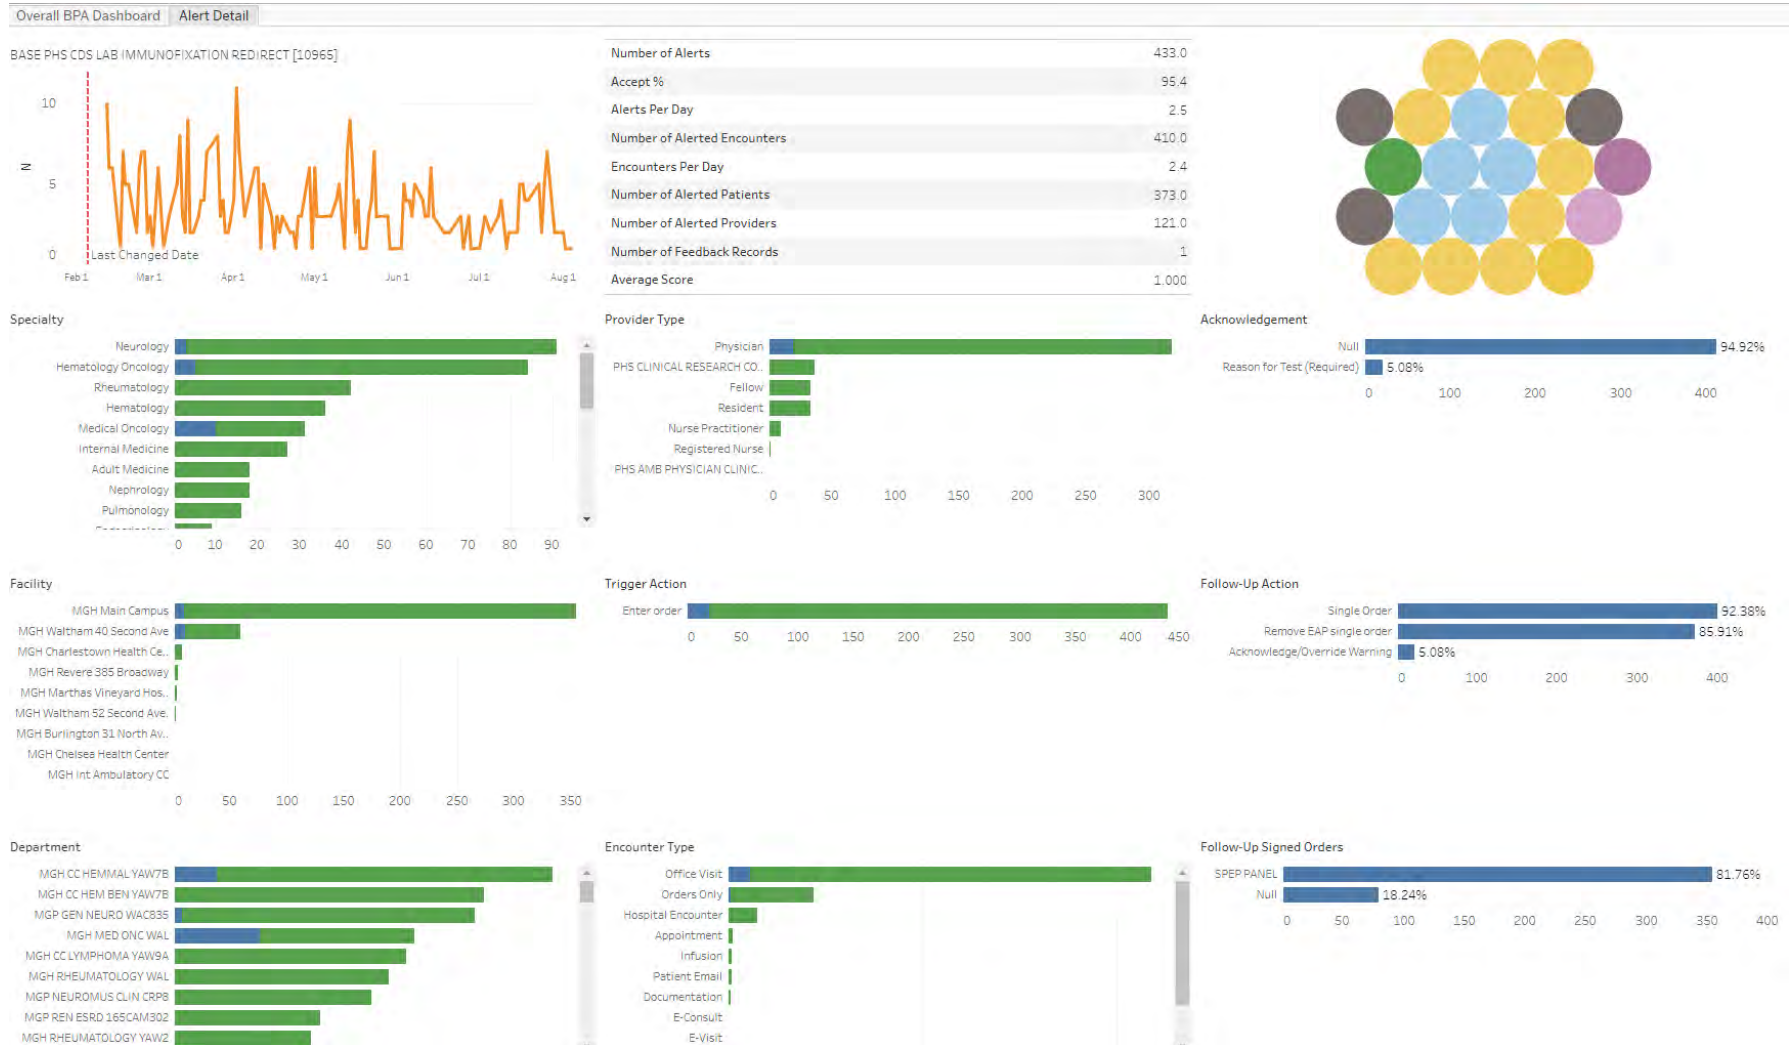 Overall BPA Dashboard Alert Detail
BASE PHS CDS LAB IMMUNOFIXATION REDIRECT [10965]
10
N
5
0
Last Changed Date
Feb 1 Mar 1 Apr 1 May 1 Jun 1 Jul 1 Aug 1
Number of Alerts 433.0
Accept % 95.4
Alerts Per Day 2.5
Number of Alerted Encounters 410.0
Encounters Per Day 2.4
Number of Alerted Patients 373.0
Number of Alerted Providers 121.0
Number of Feedback Records 1
Average Score 1.000
Specialty
Neurology
Hematology Oncology
Rheumatology
Hematology
Medical Oncology
Internal Medicine
Adult Medicine
Nephrology
Pulmonology
0 10 20 30 40 50 60 70 80 90
Provider Type
Physician
PHS CLINICAL RESEARCH CO..
Fellow
Resident
Nurse Practitioner
Registered Nurse
PHS AMB PHYSICIAN CLINIC..
0 50 100 150 200 250 300
Acknowledgement
Null 94.92%
Reason for Test (Required) 5.08%
0 100 200 300 400
Facility
MGH Main Campus
MGH Waltham 40 Second Ave
MGH Charlestown Health Ce..
MGH Revere 385 Broadway
MGH Marthas Vineyard Hos..
MGH Waltham 52 Second Ave.
MGH Burlington 31 North Av..
MGH Chelsea Health Center
MGH Int Ambulatory CC
0 50 100 150 200 250 300 350
Trigger Action
Enter order
0 50 100 150 200 250 300 350 400 450
Follow-Up Action
Single Order 92.38%
Remove EAP single order 85.91%
Acknowledge/Override Warning 5.08%
0 100 200 300 400
Department
MGH CC HEMMAL YAW7B
MGH CC HEM BEN YAW7B
MGP GEN NEURO WAC835
MGH MED ONC WAL
MGH CC LYMPHOMA YAW9A
MGH RHEUMATOLOGY WAL
MGP NEUROMUS CLIN CRP8
MGP REN ESRD 165CAM302
MGH RHEUMATOLOGY YAW2
Encounter Type
Office Visit
Orders Only
Hospital Encounter
Appointment
Infusion
Patient Email
Documentation
E-Consult
E-Visit
Follow-Up Signed Orders
SPEP PANEL 81.76%
Null 18.24%
0 50 100 150 200 250 300 350 400